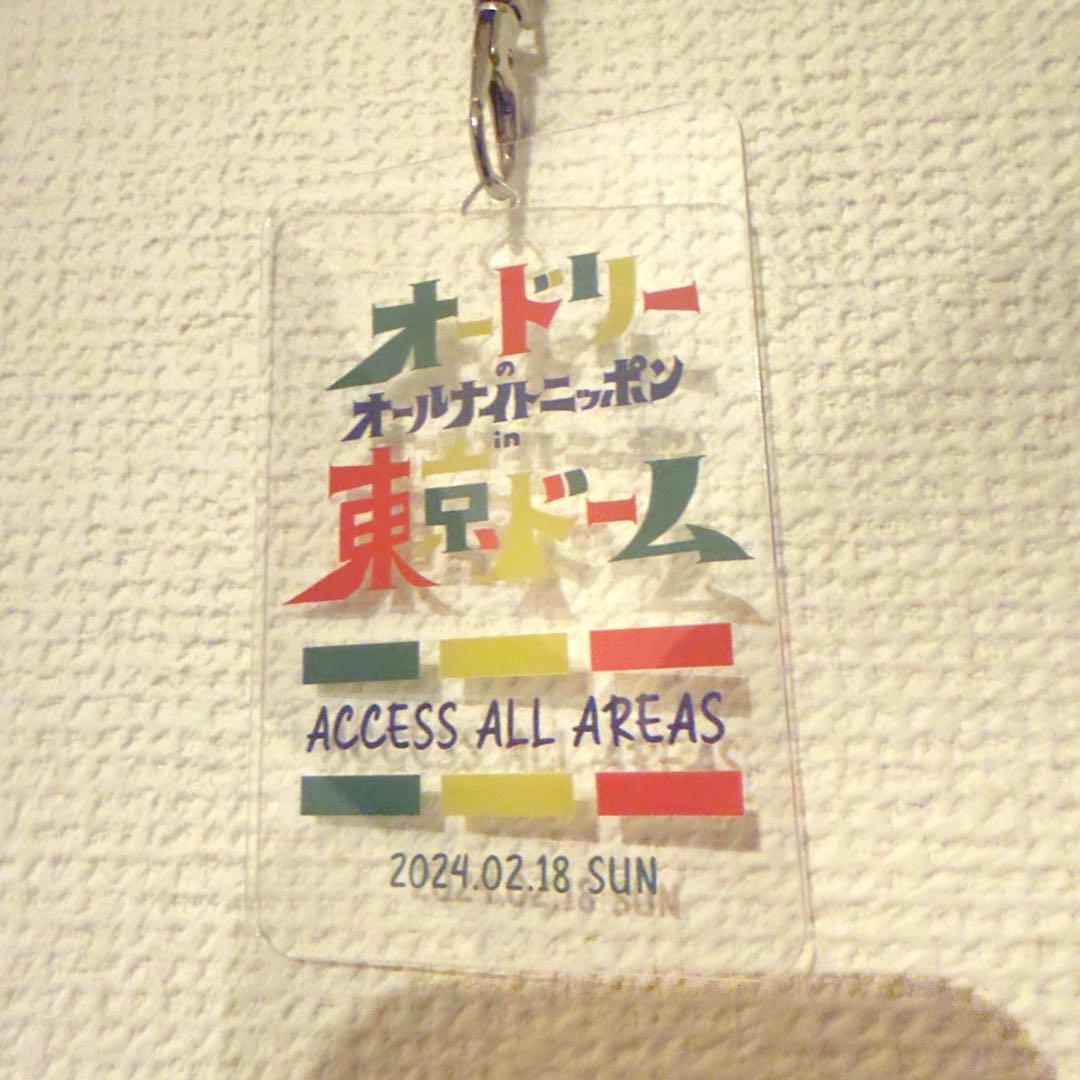 オードリー
の
オールナイトニッポン
in
東京ドーム
ACCESS ALL AREAS
2024.02.18 SUN